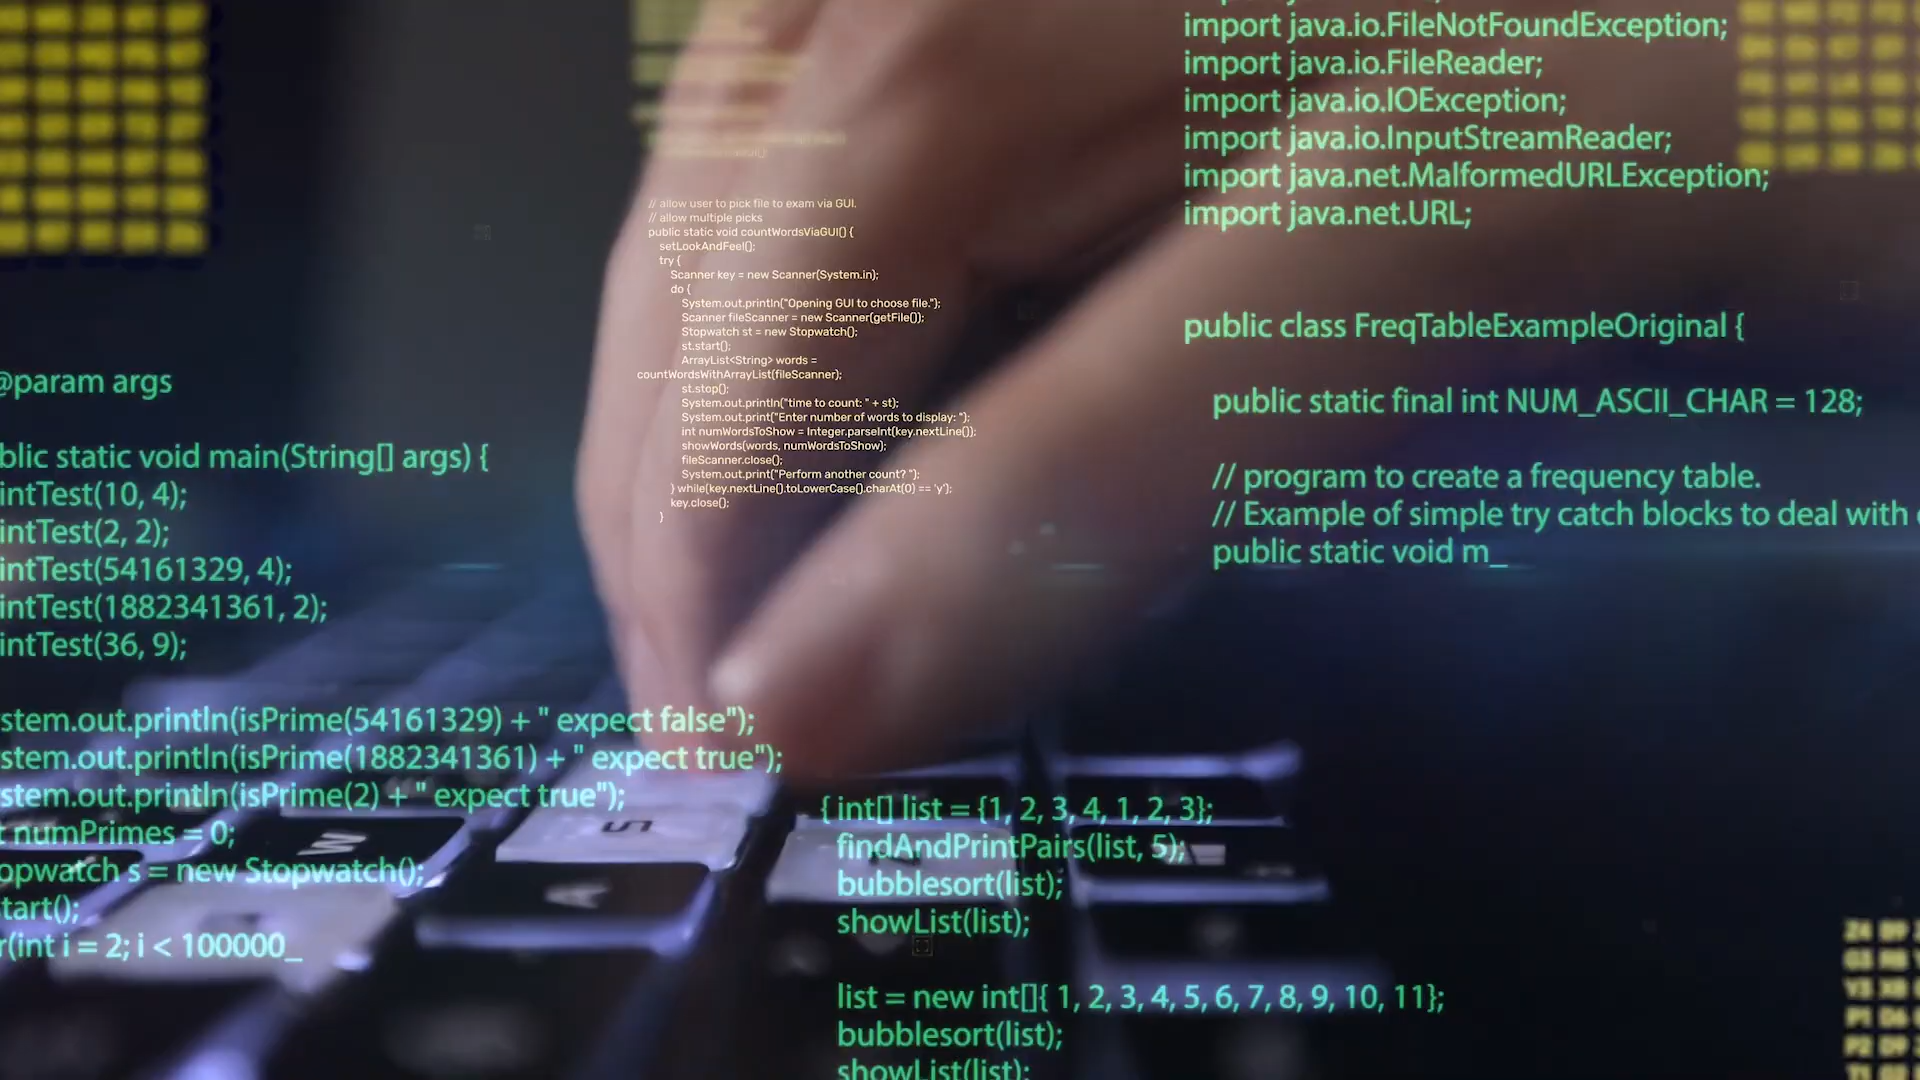 import java.io.FileNotFoundException;
import java.io.FileReader;
import java.io.IOException;
import java.io.InputStreamReader;
import java.net.MalformedURLException;
import java.net.URL;
public class FreqTableExampleOriginal {
public static final int NUM_ASCII_CHAR = 128;
// program to create a frequency table.
// Example of simple try catch blocks to deal with
public static void m_
// allow user to pick file to exam via GUI.
// allow multiple picks
public static void countWordsViaGUI() {
setLookAndFeel();
try {
Scanner key = new Scanner(System.in);
do {
System.out.println("Opening GUI to choose file.");
Scanner fileScanner = new Scanner(getFile());
Stopwatch st = new Stopwatch();
st.start();
ArrayList<String> words =
countWordsWithArrayList(fileScanner);
st.stop();
System.out.println("time to count: " + st);
System.out.print("Enter number of words to display: ");
int numWordsToShow = Integer.parseInt(key.nextLine());
showWords(words, numWordsToShow);
fileScanner.close();
System.out.print("Perform another count? ");
} while(key.nextLine().toLowerCase().charAt(0) == 'y');
key.close();
}
@param args
blic static void main(String[] args) {
intTest(10, 4);
intTest(2, 2);
intTest(54161329, 4);
intTest(1882341361, 2);
intTest(36, 9);
stem.out.println(isPrime(54161329) + " expect false");
stem.out.println(isPrime(1882341361) + " expect true");
stem.out.println(isPrime(2) + " expect true");
t numPrimes = 0;
opwatch s = new Stopwatch();
tart();
r(int i = 2; i < 100000_
{ int[] list = {1, 2, 3, 4, 1, 2, 3};
findAndPrintPairs(list, 5);
bubblesort(list);
showList(list);
list = new int[]{ 1, 2, 3, 4, 5, 6, 7, 8, 9, 10, 11};
bubblesort(list);
showList(list);
W
S
A